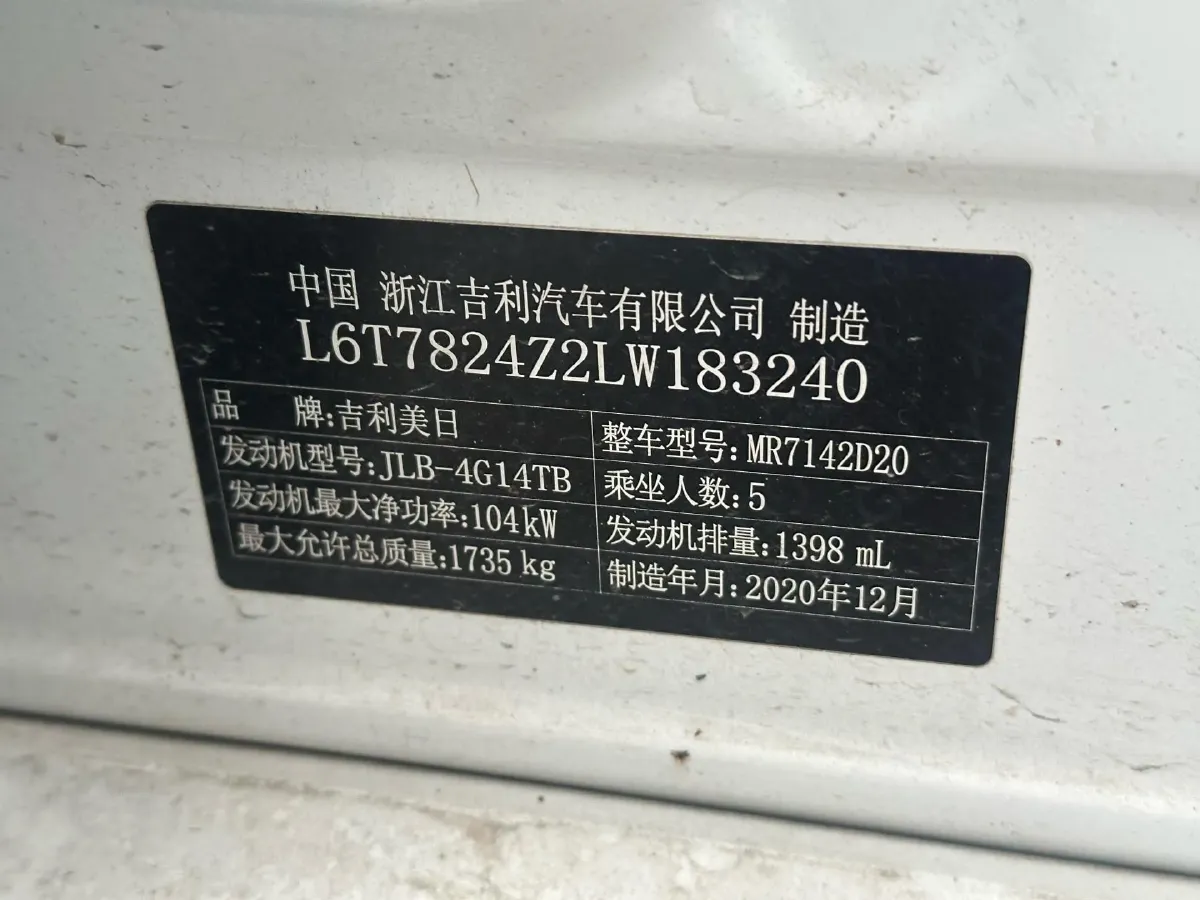 中国 浙江吉利汽车有限公司 制造
L6T7824Z2LW183240
品 牌:吉利美日 整车型号:MR7142D20
发动机型号:JLB-4G14TB 乘坐人数:5
发动机最大净功率:104kW 发动机排量:1398 mL
最大允许总质量:1735 kg 制造年月:2020年12月